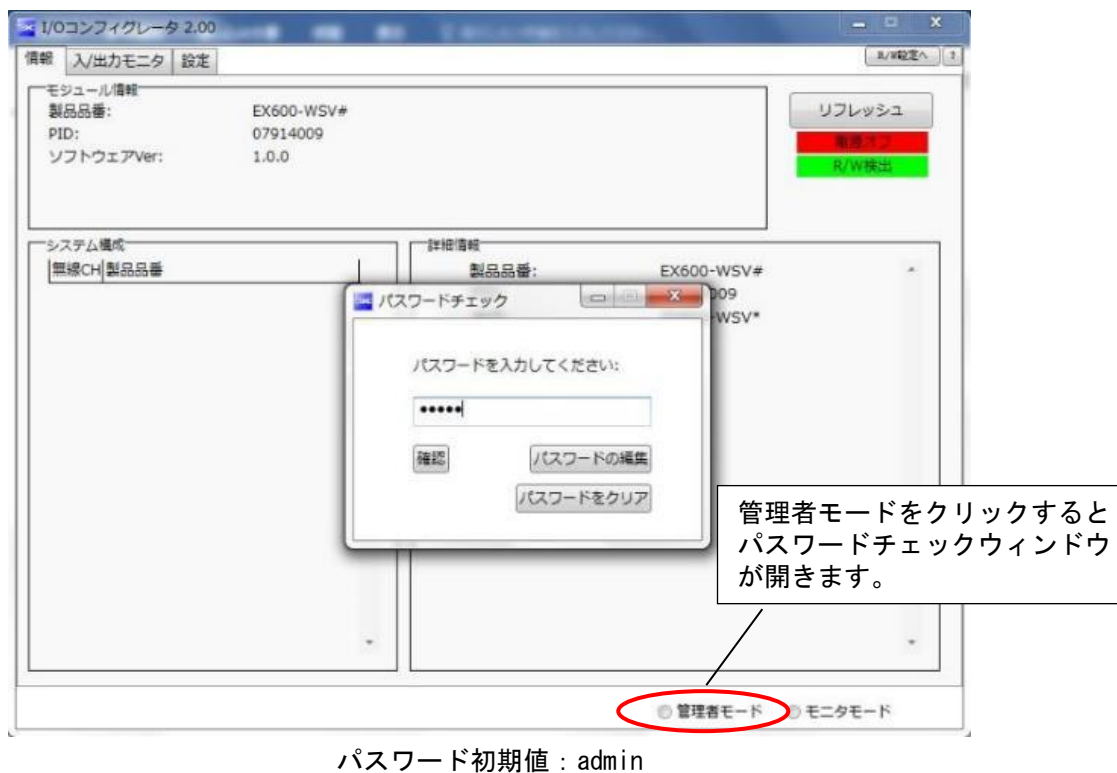 I/Oコンフィグレータ 2.00
情報 入/出力モニタ 設定
R/W設定へ ?
モジュール情報
製品品番: EX600-WSV#
PID: 07914009
ソフトウェアVer: 1.0.0
リフレッシュ
電源オフ
R/W検出
システム構成
無線CH 製品品番
詳細情報
製品品番: EX600-WSV#
009
-WSV*
パスワードチェック
パスワードを入力してください:
•••••
確認 パスワードの編集
パスワードをクリア
管理者モードをクリックすると
パスワードチェックウィンドウ
が開きます。
管理者モード モニタモード
パスワード初期値：admin